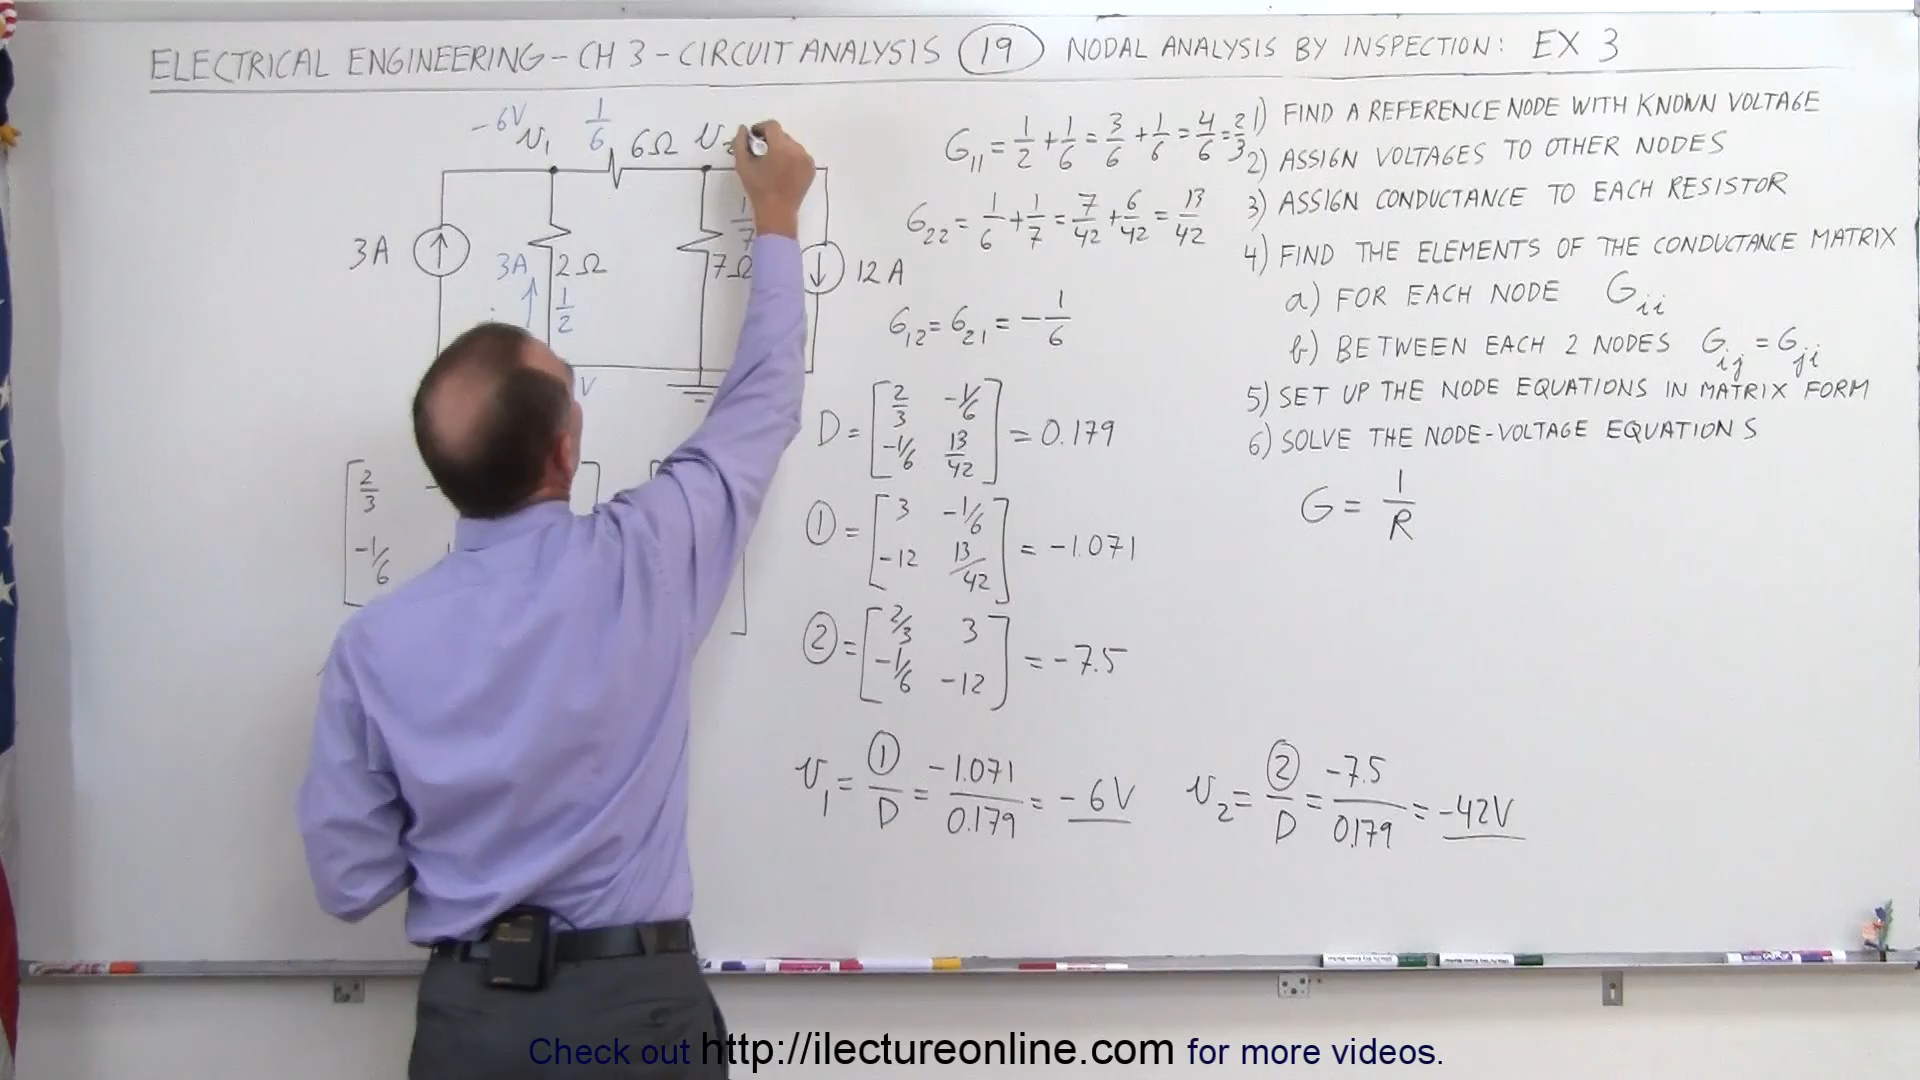 ELECTRICAL ENGINEERING - CH 3 - CIRCUIT ANALYSIS (19) NODAL ANALYSIS BY INSPECTION: EX 3
-6V v₁ 1/6 6Ω v₂
3A 3A 2Ω 1/2 1/7 7Ω 12A
V
[2/3
-1/6
G₁₁ = 1/2 + 1/6 = 3/6 + 1/6 = 4/6 = 2/3
G₂₂ = 1/6 + 1/7 = 7/42 + 6/42 = 13/42
G₁₂ = G₂₁ = -1/6
D = [2/3 -1/6
-1/6 13/42] = 0.179
① = [3 -1/6
-12 13/42] = -1.071
② = [2/3 3
-1/6 -12] = -7.5
v₁ = ①/D = -1.071/0.179 = -6V
v₂ = ②/D = -7.5/0.179 = -42V
1) FIND A REFERENCE NODE WITH KNOWN VOLTAGE
2) ASSIGN VOLTAGES TO OTHER NODES
3) ASSIGN CONDUCTANCE TO EACH RESISTOR
4) FIND THE ELEMENTS OF THE CONDUCTANCE MATRIX
a) FOR EACH NODE Gᵢᵢ
b) BETWEEN EACH 2 NODES Gᵢⱼ = Gⱼᵢ
5) SET UP THE NODE EQUATIONS IN MATRIX FORM
6) SOLVE THE NODE-VOLTAGE EQUATIONS
G = 1/R
Check out http://ilectureonline.com for more videos.